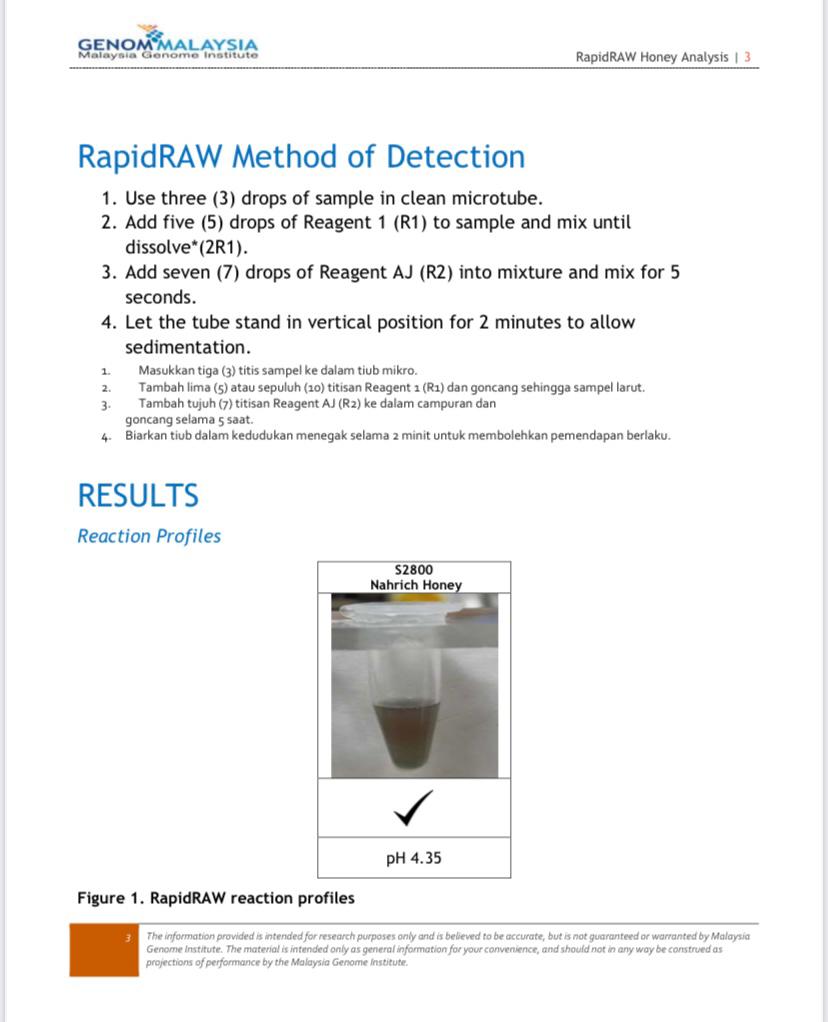 GENOM MALAYSIA
Malaysia Genome Institute
RapidRAW Honey Analysis | 3
RapidRAW Method of Detection
1. Use three (3) drops of sample in clean microtube.
2. Add five (5) drops of Reagent 1 (R1) to sample and mix until
dissolve*(2R1).
3. Add seven (7) drops of Reagent AJ (R2) into mixture and mix for 5
seconds.
4. Let the tube stand in vertical position for 2 minutes to allow
sedimentation.
1. Masukkan tiga (3) titis sampel ke dalam tiub mikro.
2. Tambah lima (5) atau sepuluh (10) titisan Reagent 1 (R1) dan goncang sehingga sampel larut.
3. Tambah tujuh (7) titisan Reagent AJ (R2) ke dalam campuran dan
goncang selama 5 saat.
4. Biarkan tiub dalam kedudukan menegak selama 2 minit untuk membolehkan pemendapan berlaku.
RESULTS
Reaction Profiles
S2800
Nahrich Honey
pH 4.35
Figure 1. RapidRAW reaction profiles
3
The information provided is intended for research purposes only and is believed to be accurate, but is not guaranteed or warranted by Malaysia
Genome Institute. The material is intended only as general information for your convenience, and should not in any way be construed as
projections of performance by the Malaysia Genome Institute.